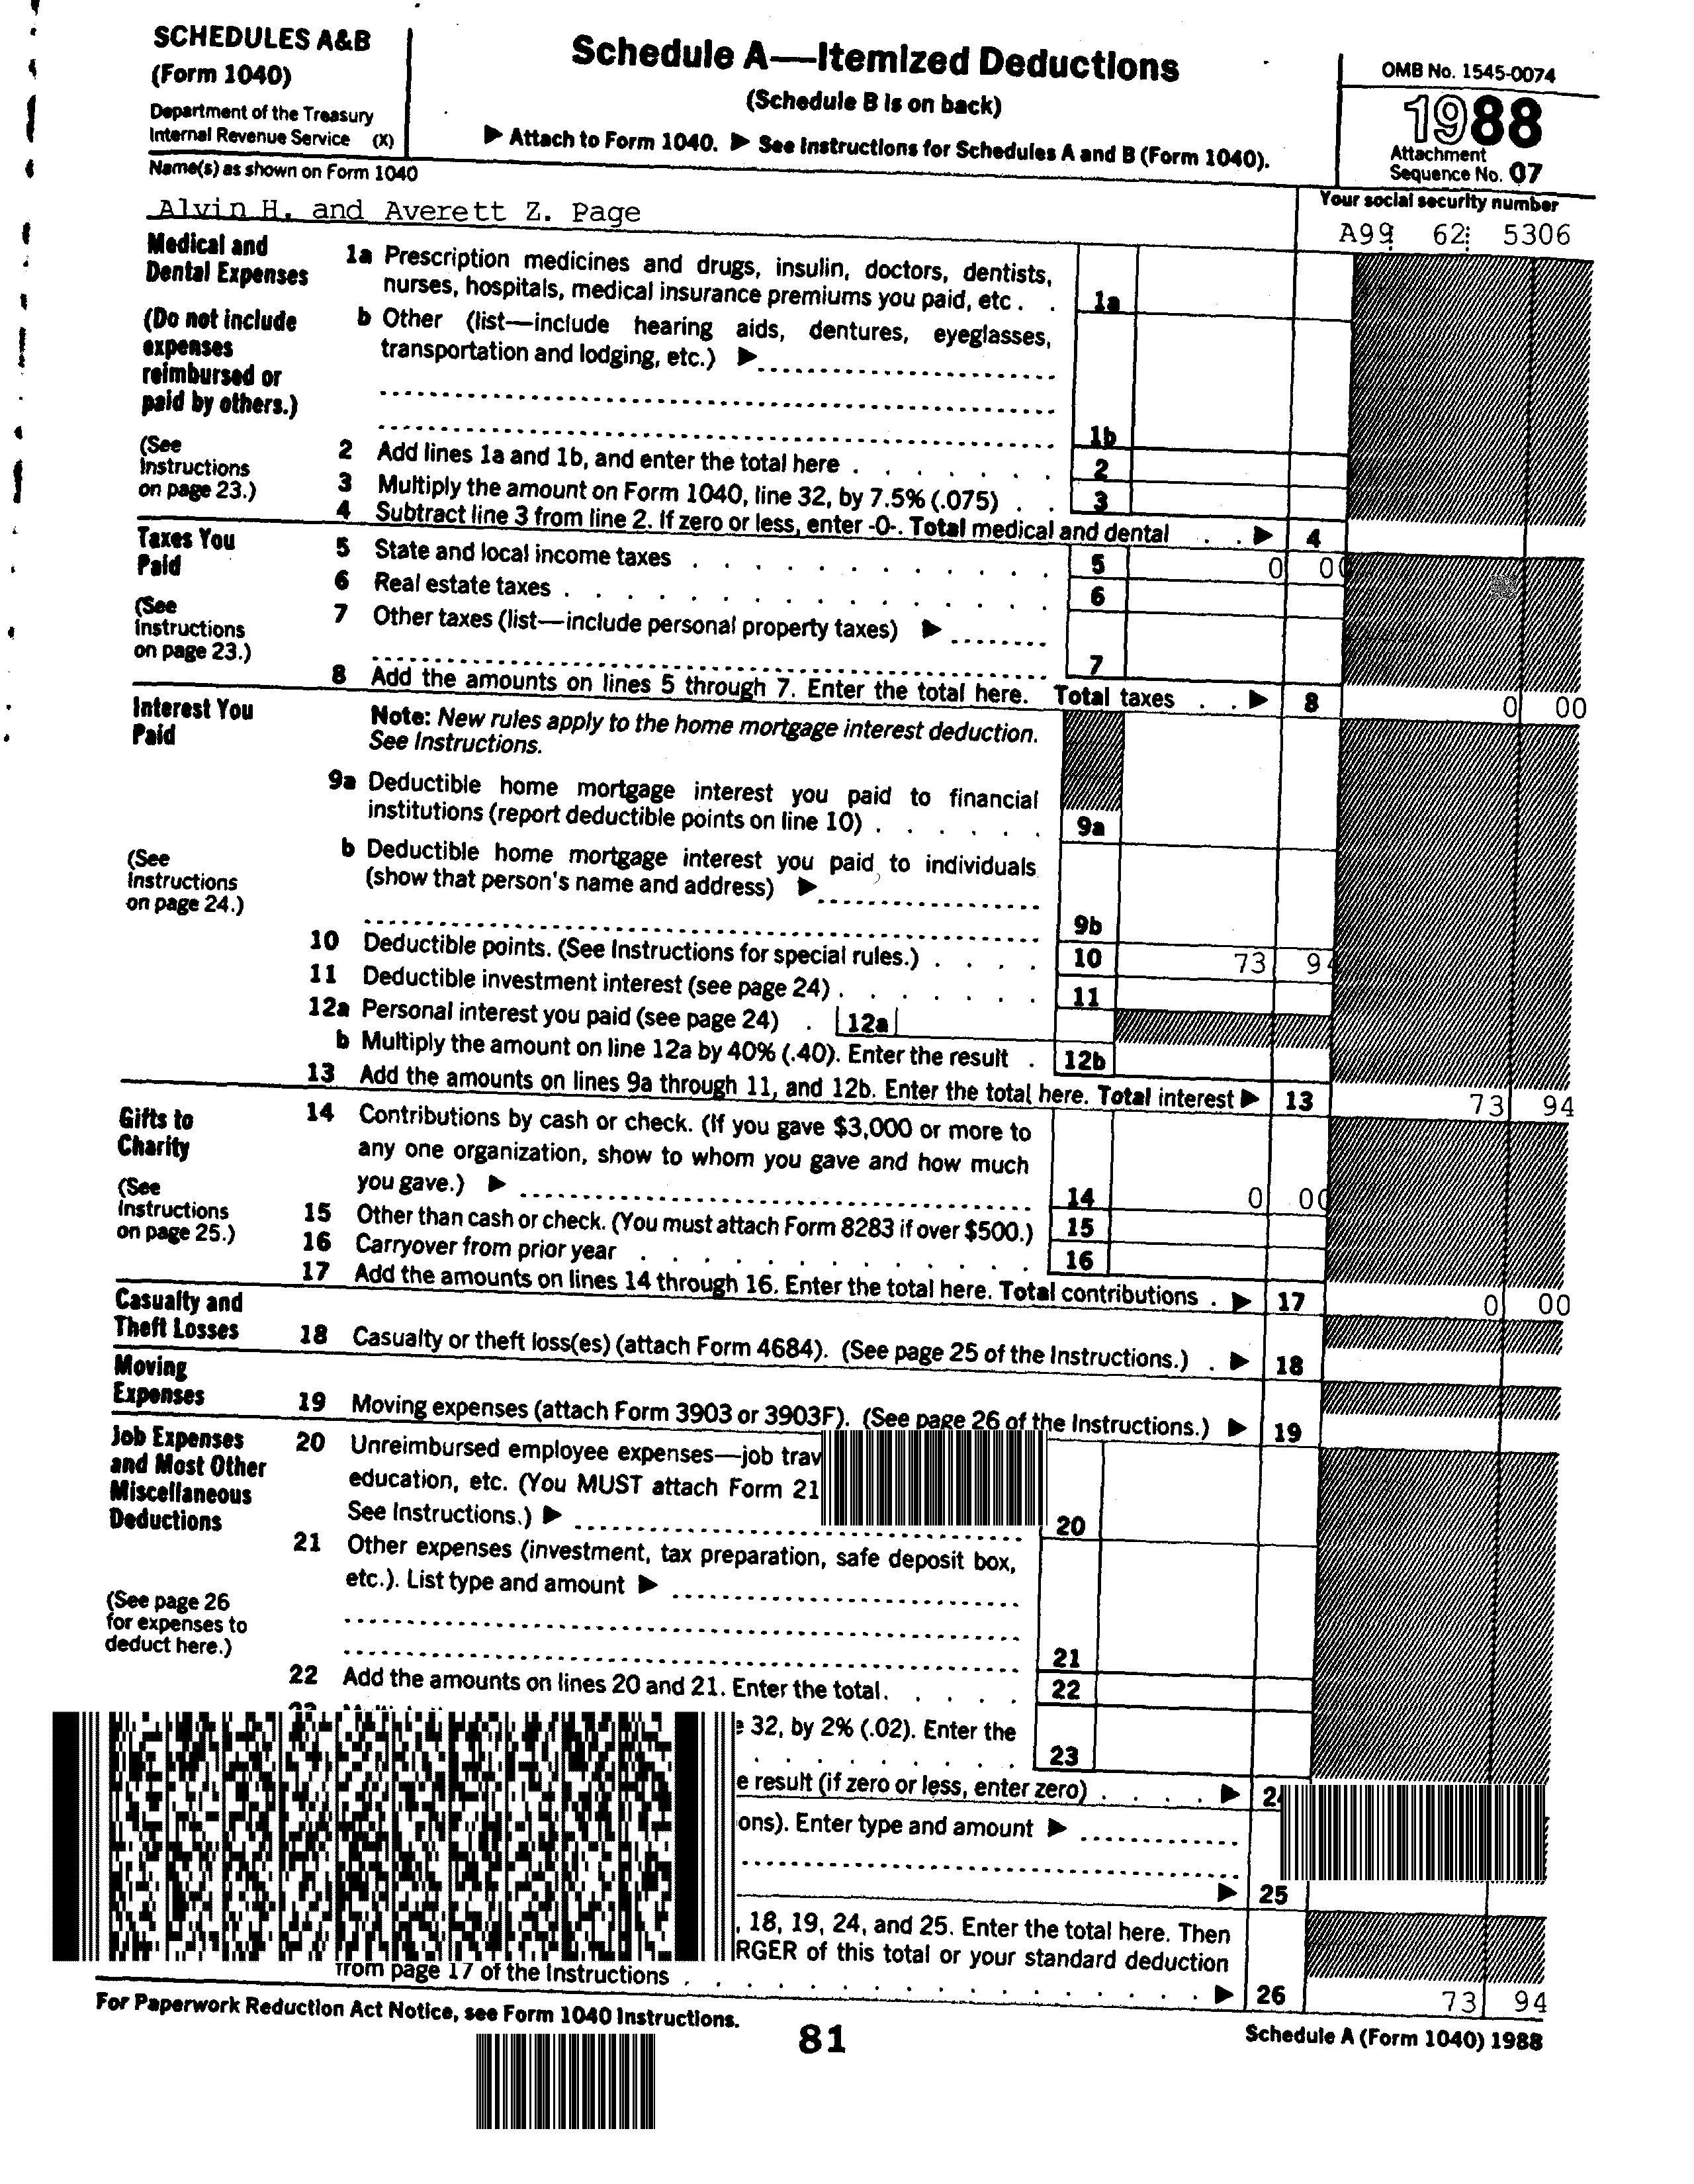 SCHEDULES A&B
(Form 1040)
Department of the Treasury
Internal Revenue Service (X)
Schedule A—Itemized Deductions
(Schedule B is on back)
▶ Attach to Form 1040. ▶ See Instructions for Schedules A and B (Form 1040).
OMB No. 1545-0074
1988
Attachment
Sequence No. 07
Name(s) as shown on Form 1040
Alvin H. and Averett Z. Page
Your social security number
A99 62 5306
Medical and
Dental Expenses
(Do not include
expenses
reimbursed or
paid by others.)
(See
Instructions
on page 23.)
1a Prescription medicines and drugs, insulin, doctors, dentists,
nurses, hospitals, medical insurance premiums you paid, etc . . 1a
b Other (list—include hearing aids, dentures, eyeglasses,
transportation and lodging, etc.) ▶
1b
2 Add lines 1a and 1b, and enter the total here . . . . . . . 2
3 Multiply the amount on Form 1040, line 32, by 7.5% (.075) . . 3
4 Subtract line 3 from line 2. If zero or less, enter -0-. Total medical and dental . . ▶ 4
Taxes You
Paid
(See
Instructions
on page 23.)
5 State and local income taxes . . . . . . . . . . . . 5 0 00
6 Real estate taxes . . . . . . . . . . . . . . . . 6
7 Other taxes (list—include personal property taxes) ▶
7
8 Add the amounts on lines 5 through 7. Enter the total here. Total taxes . . ▶ 8 0 00
Interest You
Paid
(See
Instructions
on page 24.)
Note: New rules apply to the home mortgage interest deduction.
See Instructions.
9a Deductible home mortgage interest you paid to financial
institutions (report deductible points on line 10) . . . . . . 9a
b Deductible home mortgage interest you paid to individuals
(show that person's name and address) ▶
9b
10 Deductible points. (See Instructions for special rules.) . . . . 10 73 94
11 Deductible investment interest (see page 24) . . . . . . . 11
12a Personal interest you paid (see page 24) . 12a
b Multiply the amount on line 12a by 40% (.40). Enter the result . 12b
13 Add the amounts on lines 9a through 11, and 12b. Enter the total here. Total interest ▶ 13 73 94
Gifts to
Charity
(See
Instructions
on page 25.)
14 Contributions by cash or check. (If you gave $3,000 or more to
any one organization, show to whom you gave and how much
you gave.) ▶ 14 0 00
15 Other than cash or check. (You must attach Form 8283 if over $500.) 15
16 Carryover from prior year . . . . . . . . . . . . 16
17 Add the amounts on lines 14 through 16. Enter the total here. Total contributions . ▶ 17 0 00
Casualty and
Theft Losses
18 Casualty or theft loss(es) (attach Form 4684). (See page 25 of the Instructions.) . ▶ 18
Moving
Expenses
19 Moving expenses (attach Form 3903 or 3903F). (See page 26 of the Instructions.) ▶ 19
Job Expenses
and Most Other
Miscellaneous
Deductions
(See page 26
for expenses to
deduct here.)
20 Unreimbursed employee expenses—job trav
education, etc. (You MUST attach Form 21
See Instructions.) ▶ 20
21 Other expenses (investment, tax preparation, safe deposit box,
etc.). List type and amount ▶
21
22 Add the amounts on lines 20 and 21. Enter the total. . . . . . 22
32, by 2% (.02). Enter the
23
result (if zero or less, enter zero) . . . . ▶
ons). Enter type and amount ▶
▶ 25
, 18, 19, 24, and 25. Enter the total here. Then
RGER of this total or your standard deduction
from page 17 of the Instructions . . . . . . . . . . . . . . . ▶ 26 73 94
For Paperwork Reduction Act Notice, see Form 1040 Instructions.
81
Schedule A (Form 1040) 1988